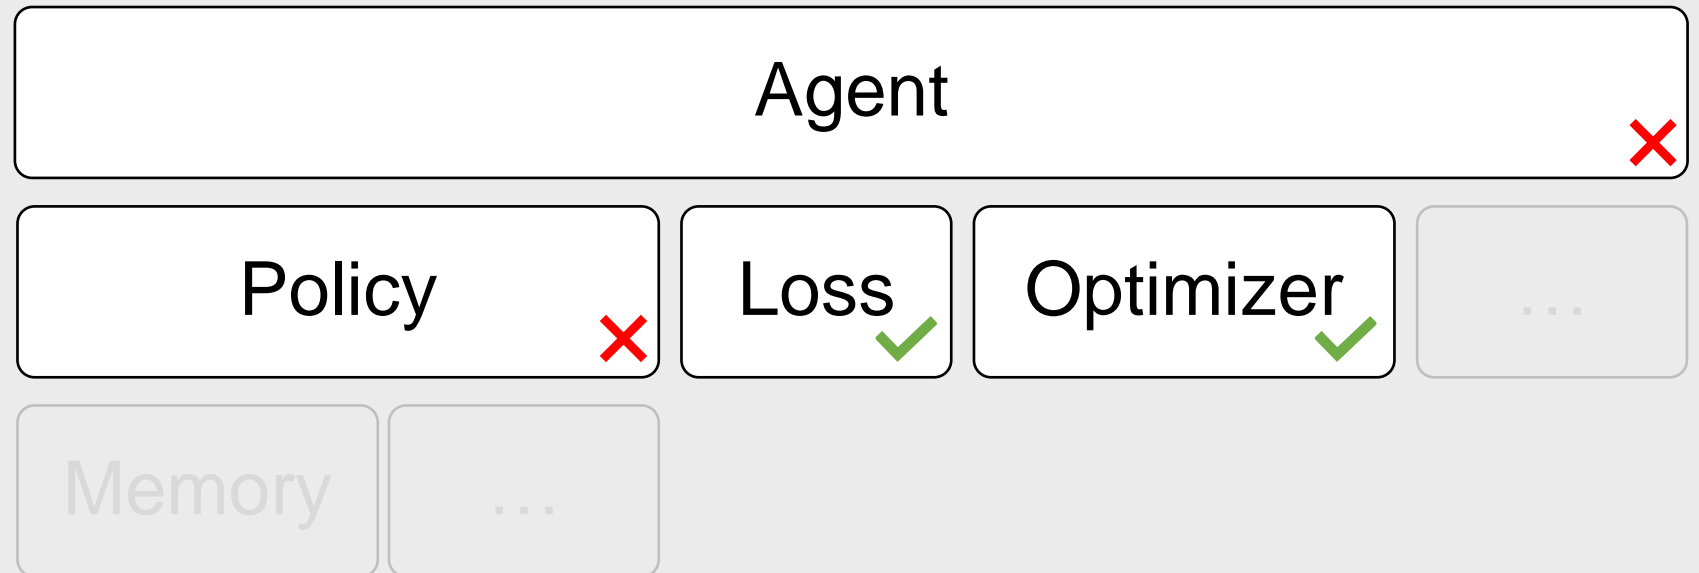 Agent
Policy Loss Optimizer …
Memory …